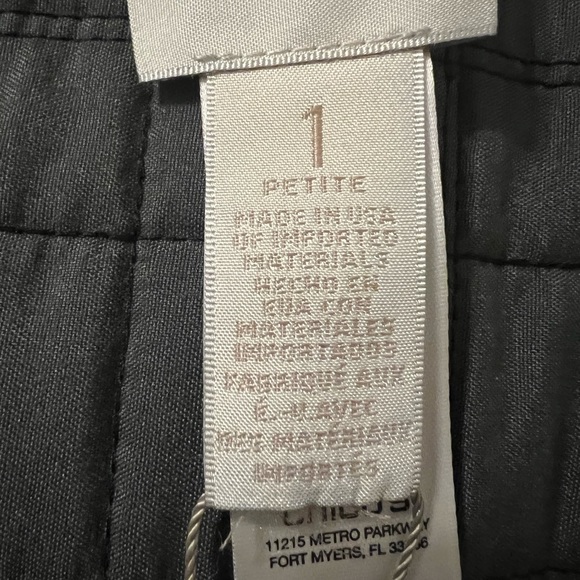 1
PETITE
MADE IN USA
OF IMPORTED
MATERIALS
HECHO EN
EUA CON
MATERIALES
IMPORTADOS
FABRIQUÉ AUX
É.-U. AVEC
DES MATÉRIAUX
IMPORTÉS
chico's
11215 METRO PARKWAY
FORT MYERS, FL